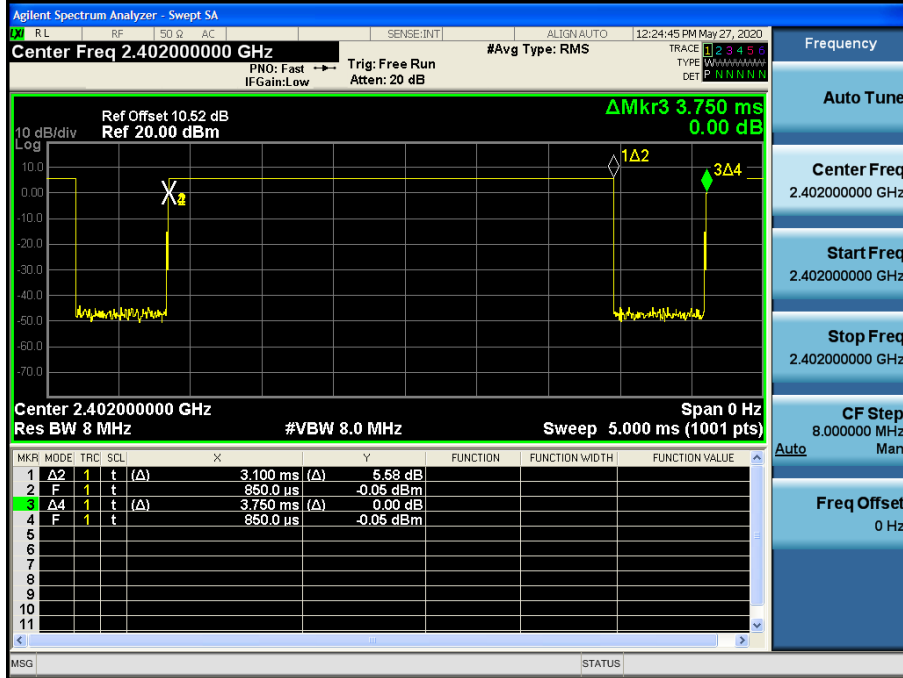 Agilent Spectrum Analyzer - Swept SA
LXI RL RF 50 Ω AC SENSE:INT ALIGN AUTO 12:24:45 PM May 27, 2020
Center Freq 2.402000000 GHz #Avg Type: RMS TRACE 1 2 3 4 5 6
PNO: Fast Trig: Free Run TYPE W
IFGain:Low Atten: 20 dB DET P N N N N N
Frequency
Auto Tune
Center Freq
2.402000000 GHz
Start Freq
2.402000000 GHz
Stop Freq
2.402000000 GHz
CF Step
8.000000 MHz
Auto Man
Freq Offset
0 Hz
ΔMkr3 3.750 ms
0.00 dB
Ref Offset 10.52 dB
10 dB/div Ref 20.00 dBm
Log
10.0
0.00
-10.0
-20.0
-30.0
-40.0
-50.0
-60.0
-70.0
1Δ2
3Δ4
Center 2.402000000 GHz Span 0 Hz
Res BW 8 MHz #VBW 8.0 MHz Sweep 5.000 ms (1001 pts)
MKR MODE TRC SCL X Y FUNCTION FUNCTION WIDTH FUNCTION VALUE
1 Δ2 1 t (Δ) 3.100 ms (Δ) 5.58 dB
2 F 1 t 850.0 µs -0.05 dBm
3 Δ4 1 t (Δ) 3.750 ms (Δ) 0.00 dB
4 F 1 t 850.0 µs -0.05 dBm
5
6
7
8
9
10
11
MSG STATUS